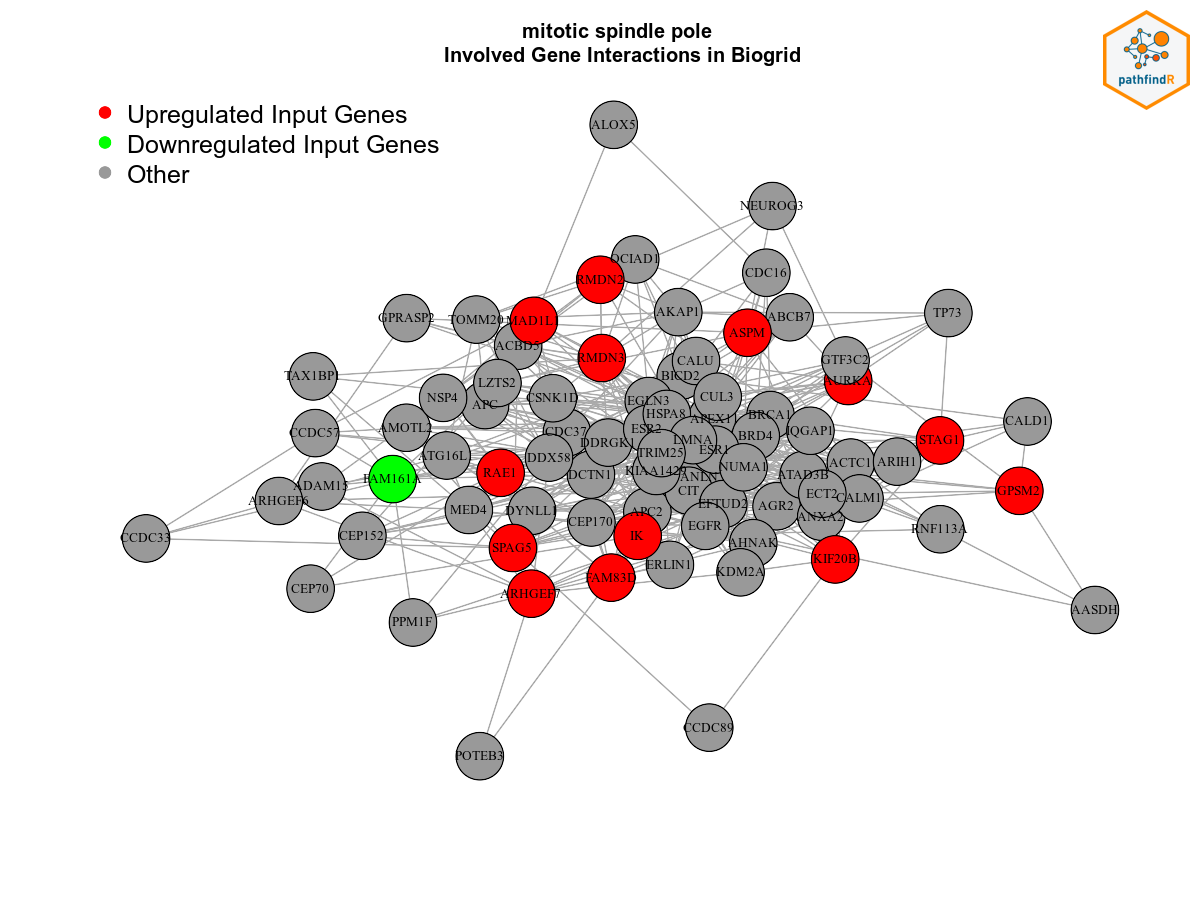 mitotic spindle pole
Involved Gene Interactions in Biogrid
pathfindR
Upregulated Input Genes
Downregulated Input Genes
Other
ALOX5
NEUROG3
OCIAD1
CDC16
RMDN2
GPRASP2
TOMM20
MAD1L1
AKAP1
ABCB7
TP73
ASPM
ACBD5
RMDN3
CALU
GTF3C2
BICD2
TAX1BP1
LZTS2
AURKA
NSP4
APC
CSNK1D
EGLN3
CUL3
HSPA8
APEX1
BRCA1
CALD1
CCDC57
AMOTL2
CDC37
ESR2
BRD4
IQGAP1
DDRGK1
LMNA
STAG1
ESR1
TRIM25
ATG16L1
DDX58
ACTC1
ARIH1
NUMA1
RAE1
DCTN1
KIAA1429
ANLN
ATAD3B
FAM161A
ADAM15
CIT
GPSM2
ARHGEF6
ECT2
CALM1
EFTUD2
AGR2
MED4
DYNLL1
APC2
ANXA2
CEP170
EGFR
RNF113A
CCDC33
CEP152
IK
AHNAK
SPAG5
KIF20B
ERLIN1
KDM2A
FAM83D
CEP70
ARHGEF7
AASDH
PPM1F
CCDC89
POTEB3